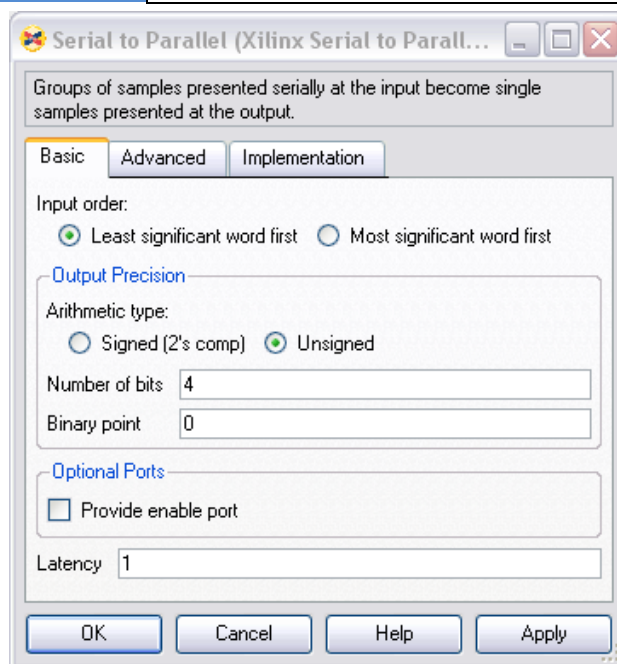 Serial to Parallel (Xilinx Serial to Parall...
Groups of samples presented serially at the input become single
samples presented at the output.
Basic Advanced Implementation
Input order:
Least significant word first Most significant word first
Output Precision
Arithmetic type:
Signed (2's comp) Unsigned
Number of bits 4
Binary point 0
Optional Ports
Provide enable port
Latency 1
OK Cancel Help Apply